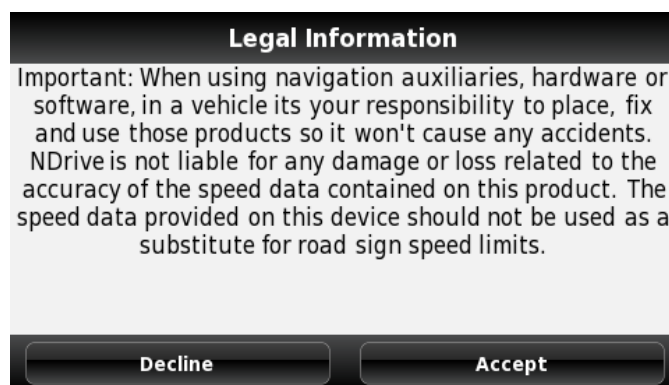 Legal Information
Important: When using navigation auxiliaries, hardware or
software, in a vehicle its your responsibility to place, fix
and use those products so it won't cause any accidents.
NDrive is not liable for any damage or loss related to the
accuracy of the speed data contained on this product. The
speed data provided on this device should not be used as a
substitute for road sign speed limits.
Decline
Accept